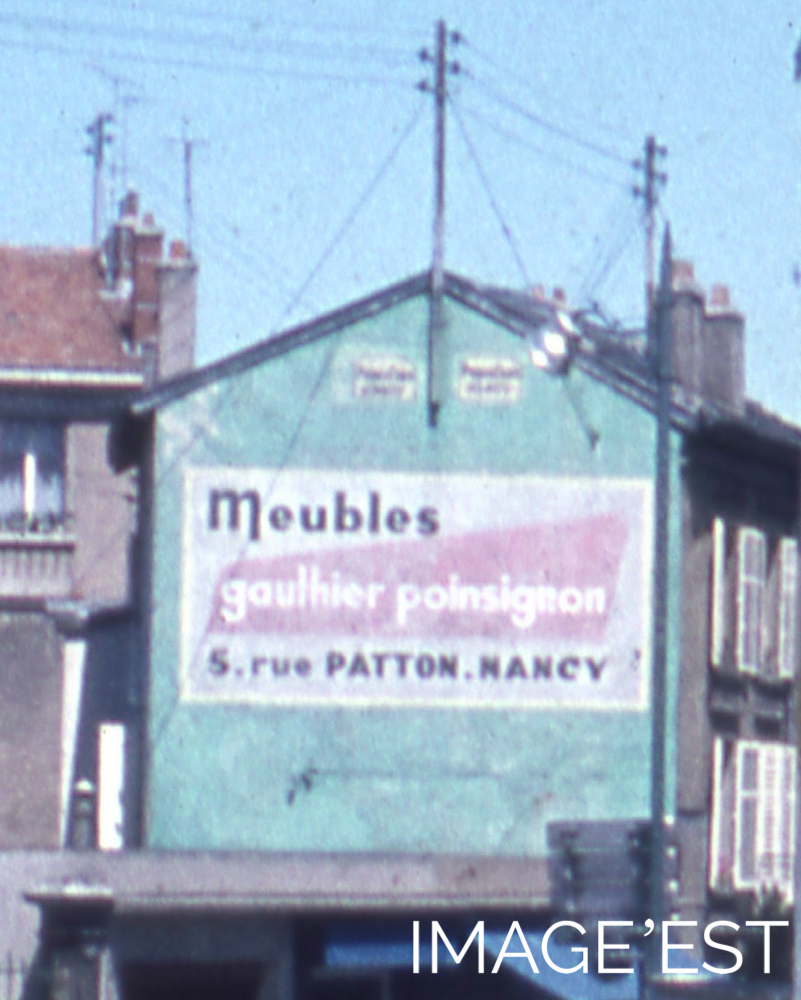 Meubles
gaulhier poinsignon
5.rue PATTON.NANCY
IMAGE'EST